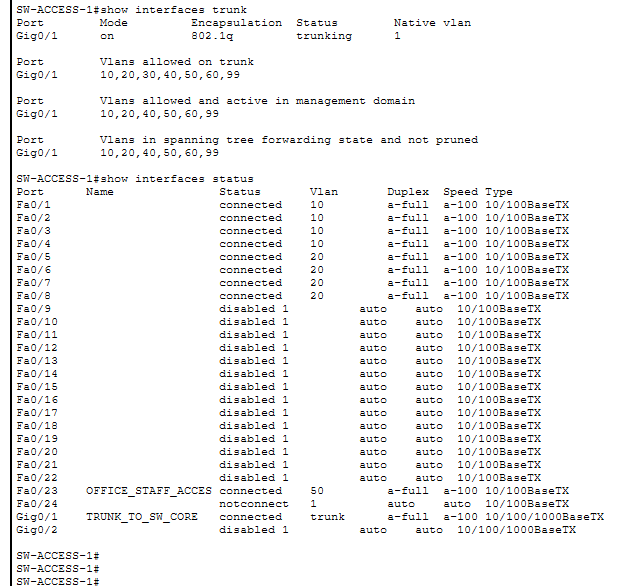 SW-ACCESS-1#show interfaces trunk
Port Mode Encapsulation Status Native vlan
Gig0/1 on 802.1q trunking 1
Port Vlans allowed on trunk
Gig0/1 10,20,30,40,50,60,99
Port Vlans allowed and active in management domain
Gig0/1 10,20,40,50,60,99
Port Vlans in spanning tree forwarding state and not pruned
Gig0/1 10,20,40,50,60,99
SW-ACCESS-1#show interfaces status
Port Name Status Vlan Duplex Speed Type
Fa0/1 connected 10 a-full a-100 10/100BaseTX
Fa0/2 connected 10 a-full a-100 10/100BaseTX
Fa0/3 connected 10 a-full a-100 10/100BaseTX
Fa0/4 connected 10 a-full a-100 10/100BaseTX
Fa0/5 connected 20 a-full a-100 10/100BaseTX
Fa0/6 connected 20 a-full a-100 10/100BaseTX
Fa0/7 connected 20 a-full a-100 10/100BaseTX
Fa0/8 connected 20 a-full a-100 10/100BaseTX
Fa0/9 disabled 1 auto auto 10/100BaseTX
Fa0/10 disabled 1 auto auto 10/100BaseTX
Fa0/11 disabled 1 auto auto 10/100BaseTX
Fa0/12 disabled 1 auto auto 10/100BaseTX
Fa0/13 disabled 1 auto auto 10/100BaseTX
Fa0/14 disabled 1 auto auto 10/100BaseTX
Fa0/15 disabled 1 auto auto 10/100BaseTX
Fa0/16 disabled 1 auto auto 10/100BaseTX
Fa0/17 disabled 1 auto auto 10/100BaseTX
Fa0/18 disabled 1 auto auto 10/100BaseTX
Fa0/19 disabled 1 auto auto 10/100BaseTX
Fa0/20 disabled 1 auto auto 10/100BaseTX
Fa0/21 disabled 1 auto auto 10/100BaseTX
Fa0/22 disabled 1 auto auto 10/100BaseTX
Fa0/23 OFFICE_STAFF_ACCES connected 50 a-full a-100 10/100BaseTX
Fa0/24 notconnect 1 auto auto 10/100BaseTX
Gig0/1 TRUNK_TO_SW_CORE connected trunk a-full a-100 10/100/1000BaseTX
Gig0/2 disabled 1 auto auto 10/100/1000BaseTX
SW-ACCESS-1#
SW-ACCESS-1#
SW-ACCESS-1#